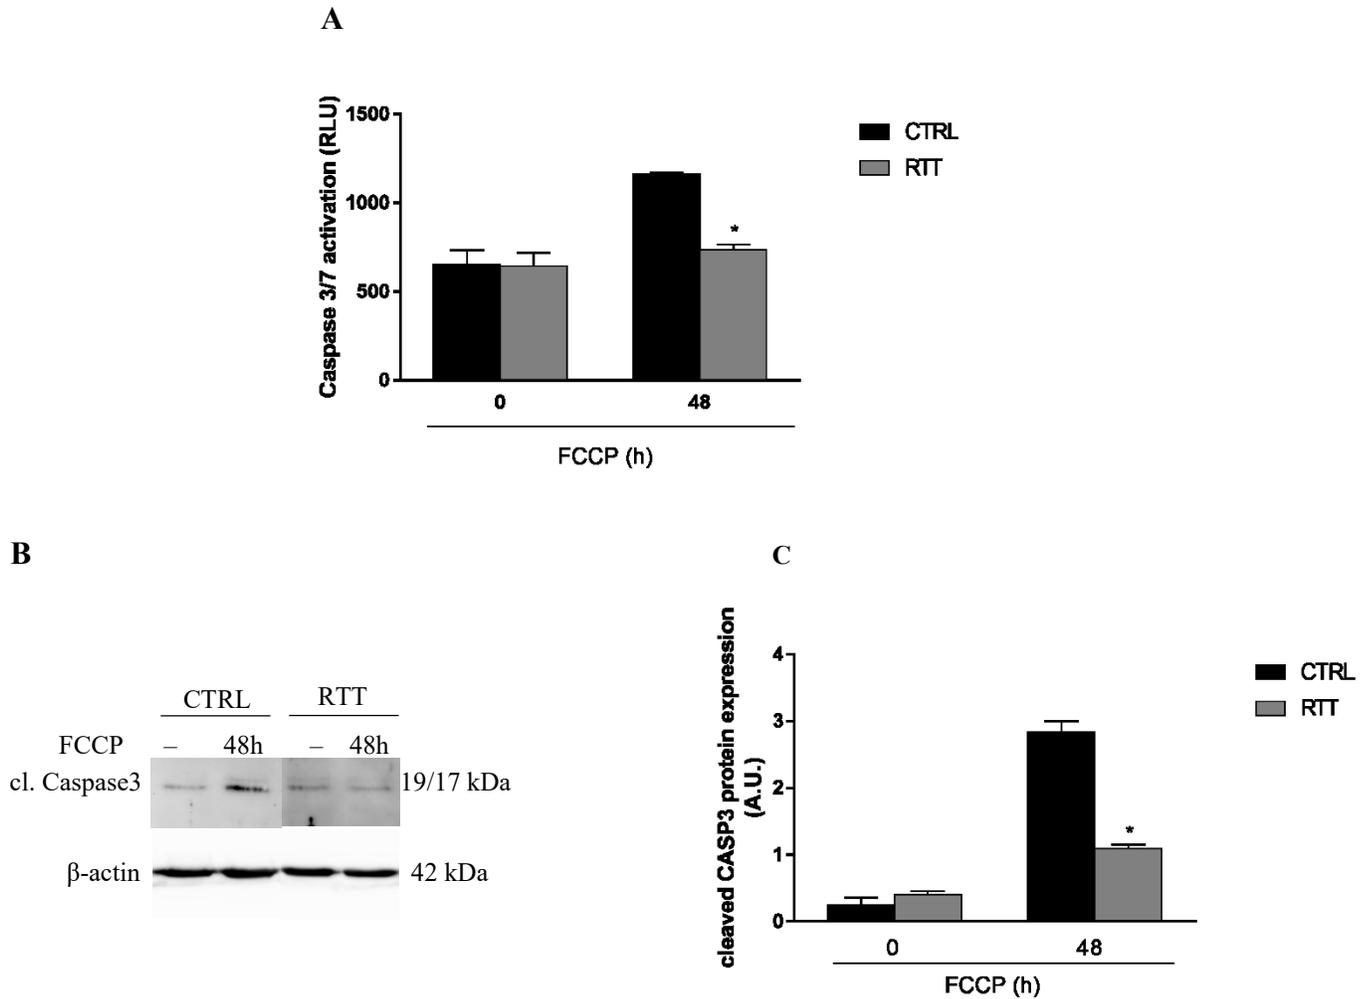 A
Caspase 3/7 activation (RLU)
1500
1000
500
0
*
0 48
FCCP (h)
CTRL
RTT
B
CTRL RTT
FCCP – 48h – 48h
cl. Caspase3 19/17 kDa
β-actin 42 kDa
C
cleaved CASP3 protein expression
(A.U.)
4
3
2
1
0
*
0 48
FCCP (h)
CTRL
RTT